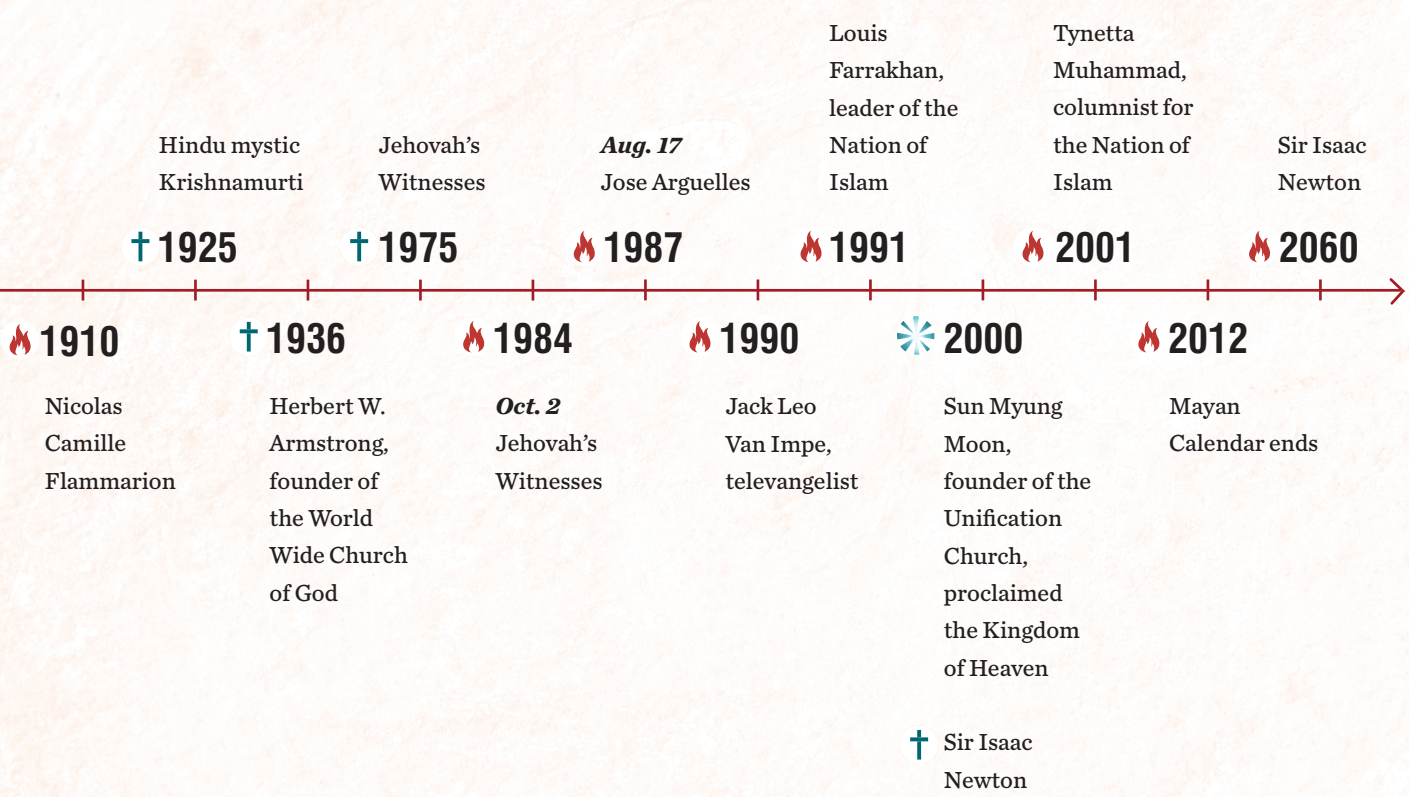 Louis
Farrakhan,
leader of the
Nation of
Islam
Tynetta
Muhammad,
columnist for
the Nation of
Islam
Hindu mystic
Krishnamurti
Jehovah’s
Witnesses
Aug. 17
Jose Arguelles
Sir Isaac
Newton
1925
1975
1987
1991
2001
2060
1910
1936
1984
1990
2000
2012
Nicolas
Camille
Flammarion
Herbert W.
Armstrong,
founder of
the World
Wide Church
of God
Oct. 2
Jehovah’s
Witnesses
Jack Leo
Van Impe,
televangelist
Sun Myung
Moon,
founder of the
Unification
Church,
proclaimed
the Kingdom
of Heaven
Sir Isaac
Newton
Mayan
Calendar ends